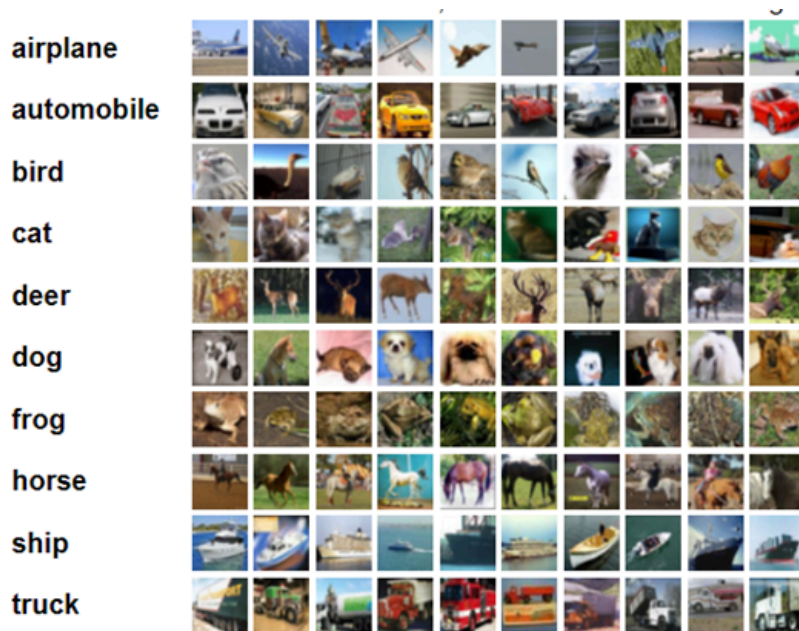 airplane
automobile
bird
cat
deer
dog
frog
horse
ship
truck